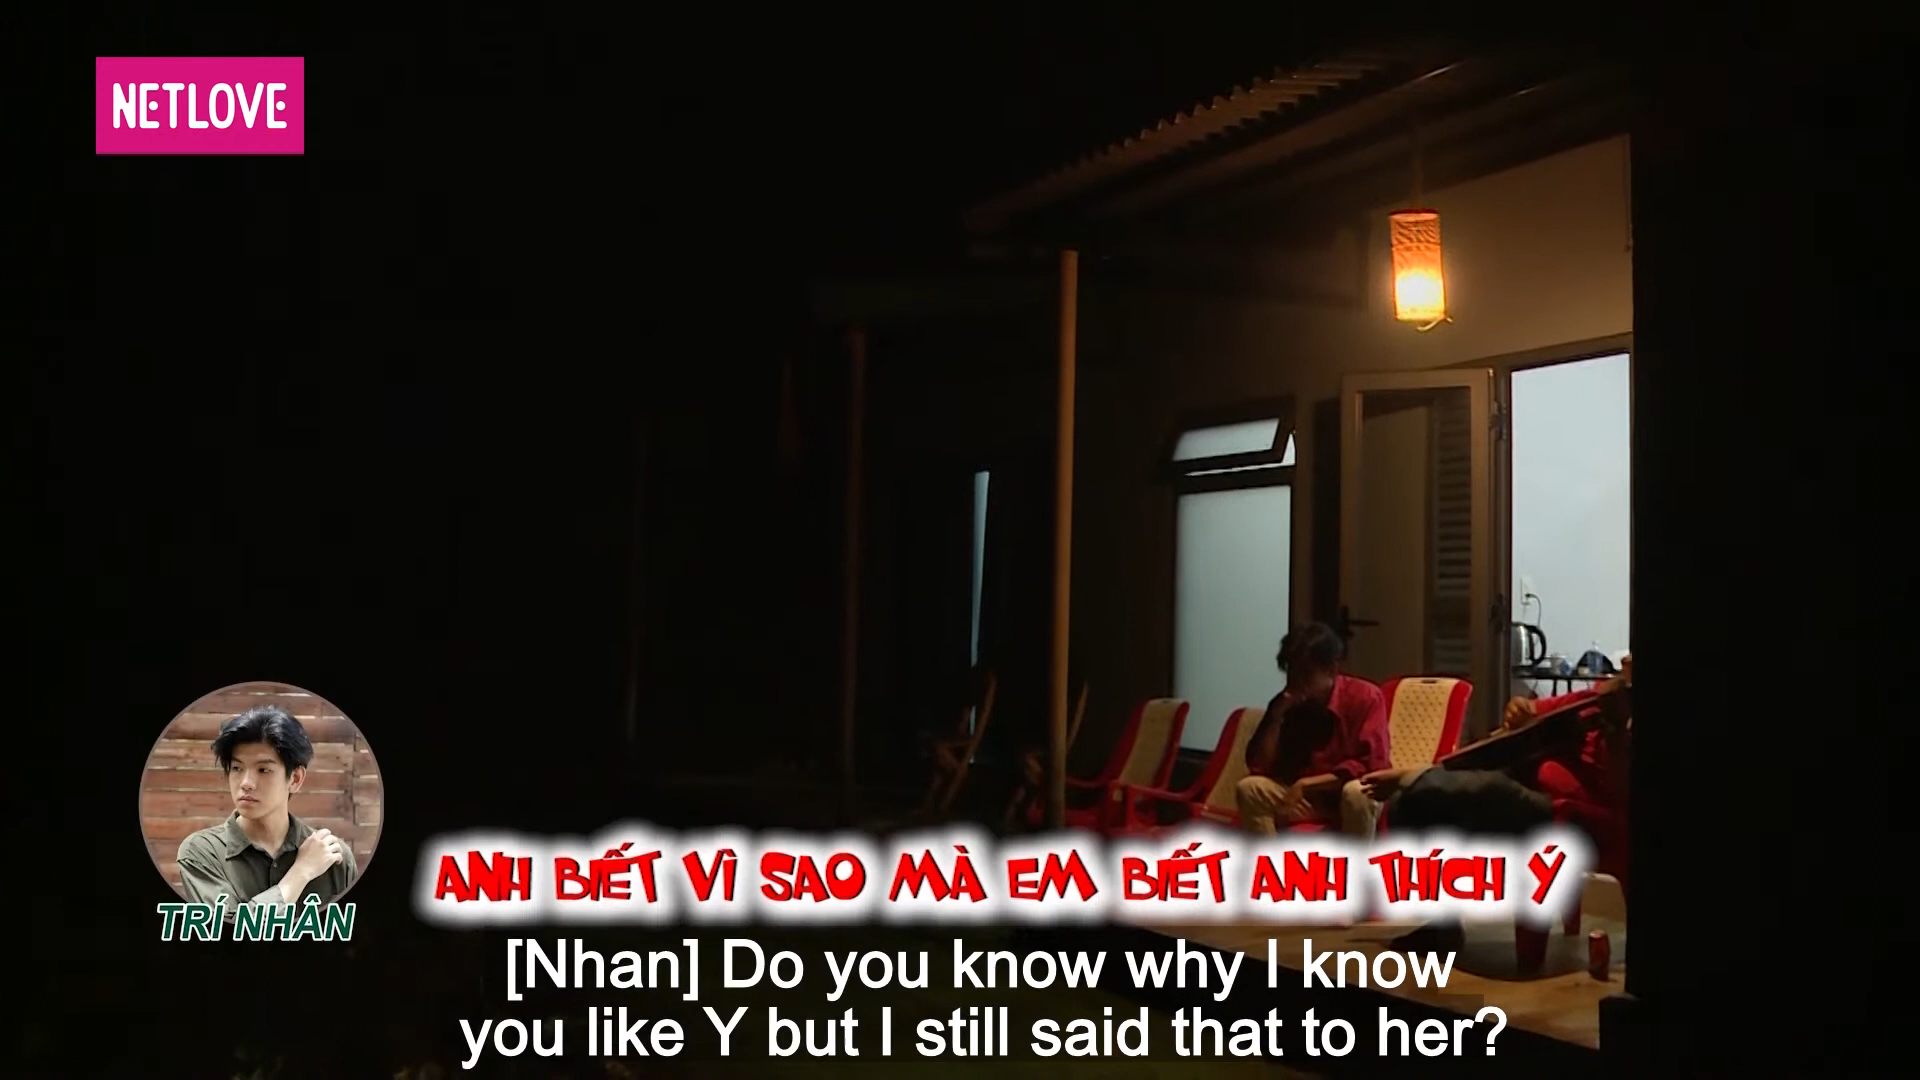 NETLOVE
TRÍ NHÂN
ANH BIẾT VÌ SAO MÀ EM BIẾT ANH THÍCH Ý
[Nhan] Do you know why I know
you like Y but I still said that to her?